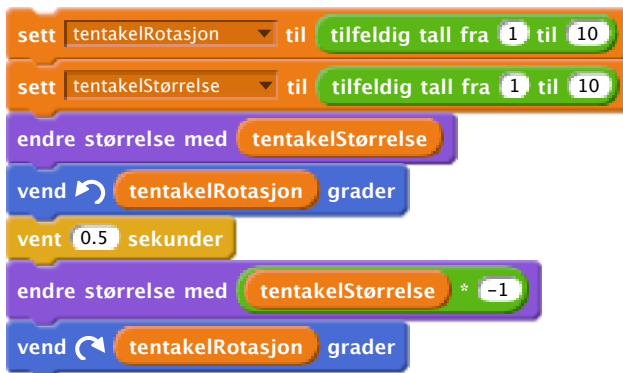 sett tentakelRotasjon til tilfeldig tall fra 1 til 10
sett tentakelStørrelse til tilfeldig tall fra 1 til 10
endre størrelse med tentakelStørrelse
vend tentakelRotasjon grader
vent 0.5 sekunder
endre størrelse med tentakelStørrelse * -1
vend tentakelRotasjon grader